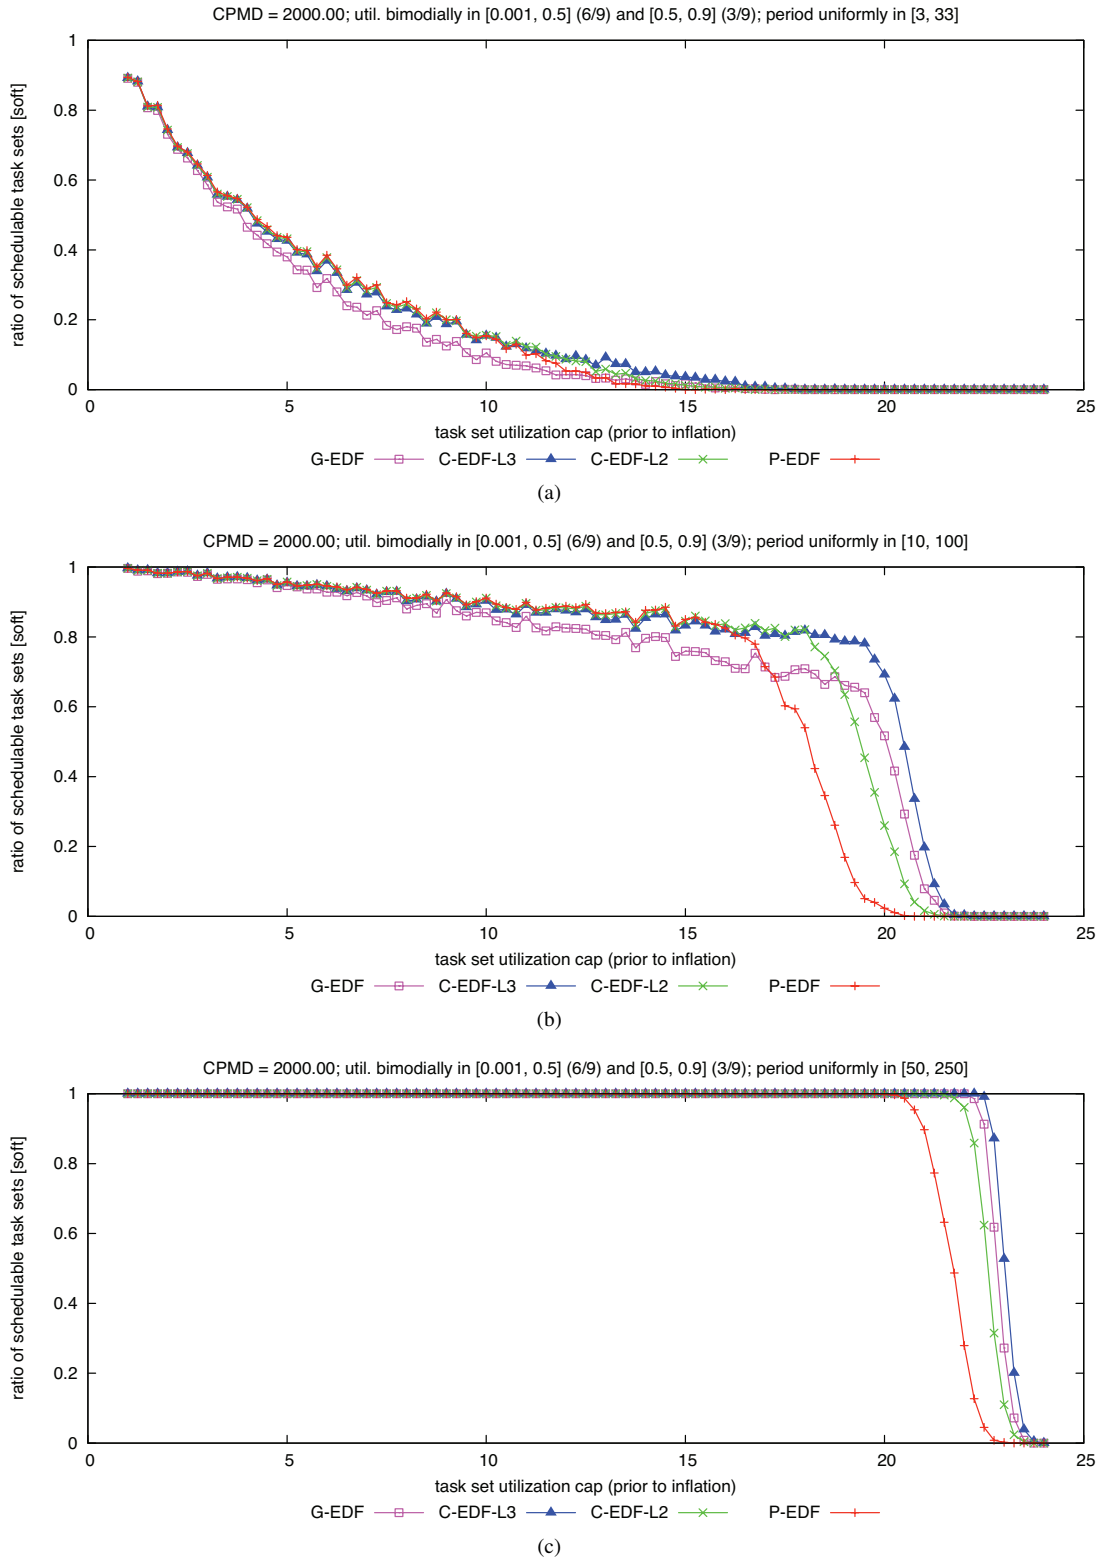 CPMD = 2000.00; util. bimodially in [0.001, 0.5] (6/9) and [0.5, 0.9] (3/9); period uniformly in [3, 33]
ratio of schedulable task sets [soft]
1
0.8
0.6
0.4
0.2
0
0 5 10 15 20 25
task set utilization cap (prior to inflation)
G-EDF C-EDF-L3 C-EDF-L2 P-EDF
(a)
CPMD = 2000.00; util. bimodially in [0.001, 0.5] (6/9) and [0.5, 0.9] (3/9); period uniformly in [10, 100]
ratio of schedulable task sets [soft]
1
0.8
0.6
0.4
0.2
0
0 5 10 15 20 25
task set utilization cap (prior to inflation)
G-EDF C-EDF-L3 C-EDF-L2 P-EDF
(b)
CPMD = 2000.00; util. bimodially in [0.001, 0.5] (6/9) and [0.5, 0.9] (3/9); period uniformly in [50, 250]
ratio of schedulable task sets [soft]
1
0.8
0.6
0.4
0.2
0
0 5 10 15 20 25
task set utilization cap (prior to inflation)
G-EDF C-EDF-L3 C-EDF-L2 P-EDF
(c)